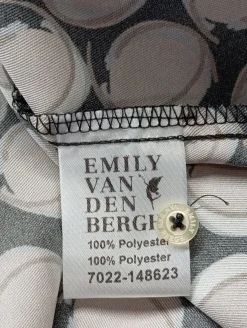 EMILY
VAN
DEN
BERGH
100% Polyester
100% Polyester
7022-148623